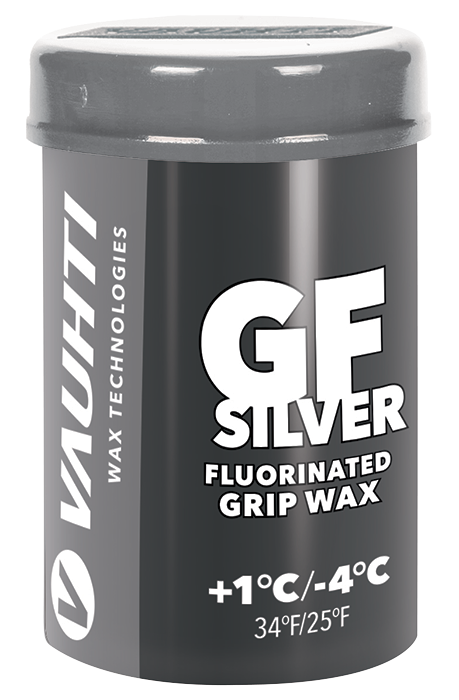 VAUHTI
WAX TECHNOLOGIES
GF
SILVER
FLUORINATED
GRIP WAX
+1°C/-4°C
34°F/25°F